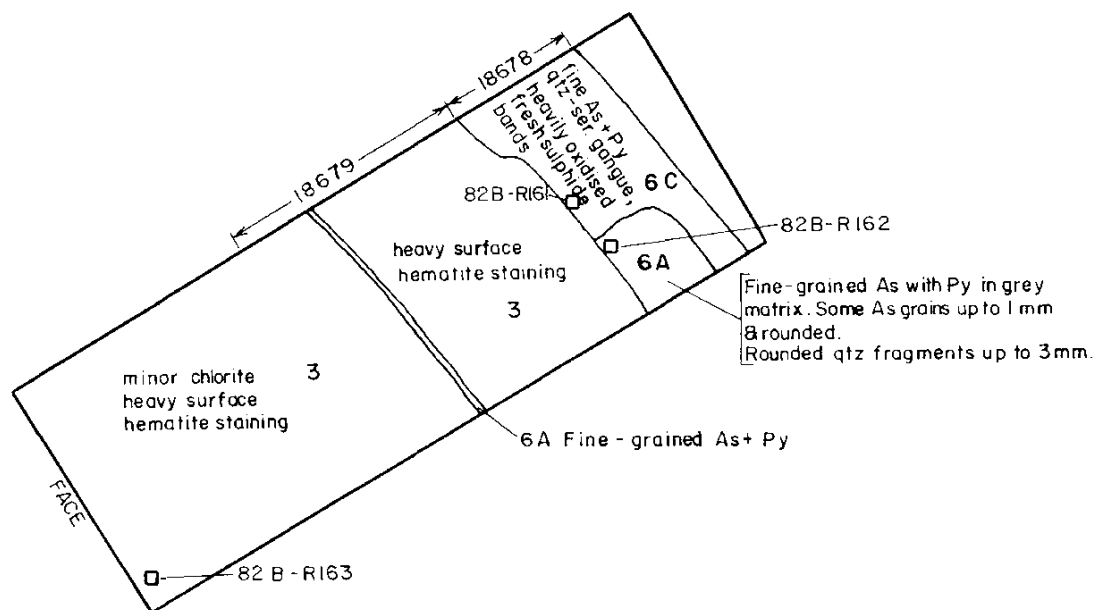 18678
18679
fine As + Py
qtz-ser. gangue,
heavily oxidised
fresh sulphide
bands
6C
82B-R161
82B-R162
6A
heavy surface
hematite staining
3
Fine-grained As with Py in grey
matrix. Some As grains up to 1 mm
& rounded.
Rounded qtz fragments up to 3mm.
minor chlorite
heavy surface
hematite staining
3
6A Fine-grained As+ Py
FACE
82B-R163